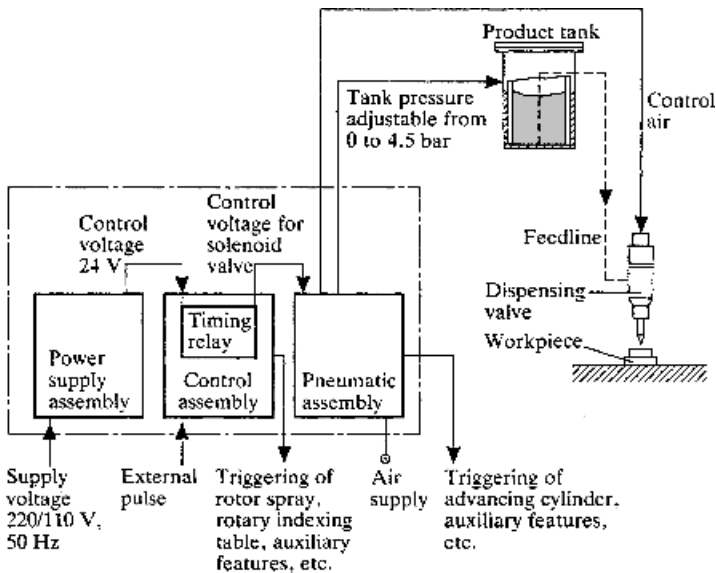 Product tank
Tank pressure
adjustable from
0 to 4.5 bar
Control
air
Control
voltage
24 V
Control
voltage for
solenoid
valve
Feedline
Dispensing
valve
Workpiece
Timing
relay
Power
supply
assembly
Control
assembly
Pneumatic
assembly
Supply
voltage
220/110 V,
50 Hz
External
pulse
Triggering of
rotor spray,
rotary indexing
table, auxiliary
features, etc.
Air
supply
Triggering of
advancing cylinder,
auxiliary features,
etc.